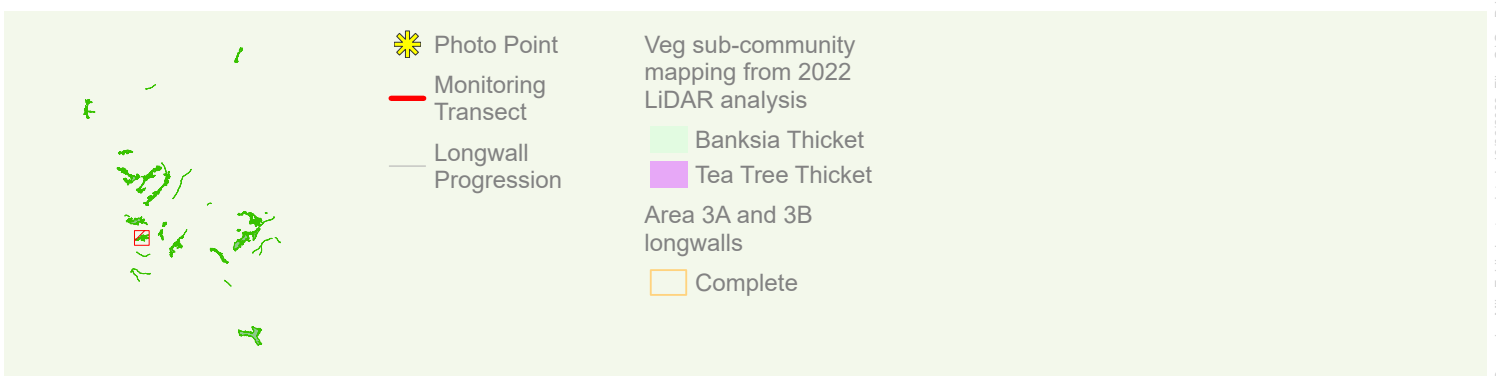 Photo Point
Monitoring
Transect
Longwall
Progression
Veg sub-community
mapping from 2022
LiDAR analysis
Banksia Thicket
Tea Tree Thicket
Area 3A and 3B
longwalls
Complete